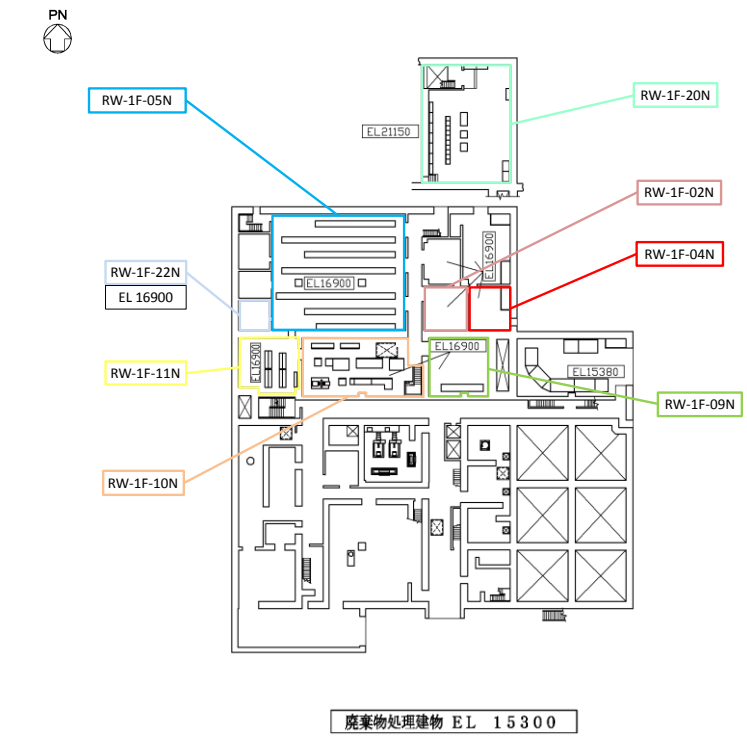 PN
RW-1F-05N
RW-1F-20N
EL21150
RW-1F-02N
EL16900
RW-1F-04N
RW-1F-22N
EL 16900
EL16900
EL16900
EL16900
EL15380
RW-1F-11N
RW-1F-09N
RW-1F-10N
廃棄物処理建物 EL 15300